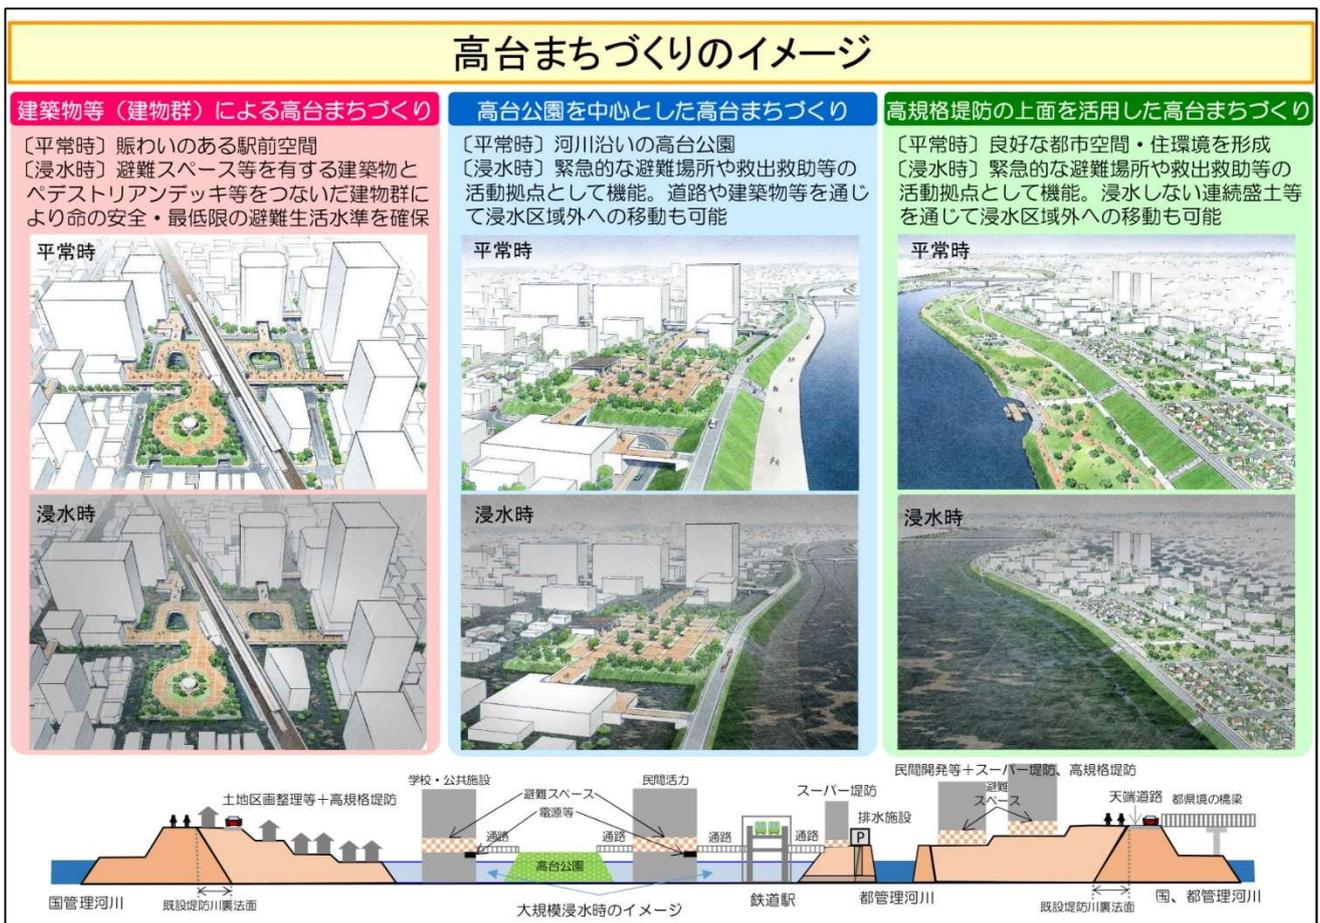 高台まちづくりのイメージ
建築物等（建物群）による高台まちづくり
〔平常時〕賑わいのある駅前空間
〔浸水時〕避難スペース等を有する建築物と
ペデストリアンデッキ等をつないだ建物群に
より命の安全・最低限の避難生活水準を確保
平常時
浸水時
高台公園を中心とした高台まちづくり
〔平常時〕河川沿いの高台公園
〔浸水時〕緊急的な避難場所や救出救助等の
活動拠点として機能。道路や建築物等を通じ
て浸水区域外への移動も可能
平常時
浸水時
高規格堤防の上面を活用した高台まちづくり
〔平常時〕良好な都市空間・住環境を形成
〔浸水時〕緊急的な避難場所や救出救助等の
活動拠点として機能。浸水しない連続盛土等
を通じて浸水区域外への移動も可能
平常時
浸水時
土地区画整理等＋高規格堤防
学校・公共施設
避難スペース
電源等
民間活力
スーパー堤防
排水施設
民間開発等＋スーパー堤防、高規格堤防
避難
スペース
天端道路
都県境の橋梁
通路
通路
通路
通路
P
高台公園
国管理河川
既設堤防川裏法面
大規模浸水時のイメージ
鉄道駅
都管理河川
既設堤防川裏法面
国、都管理河川